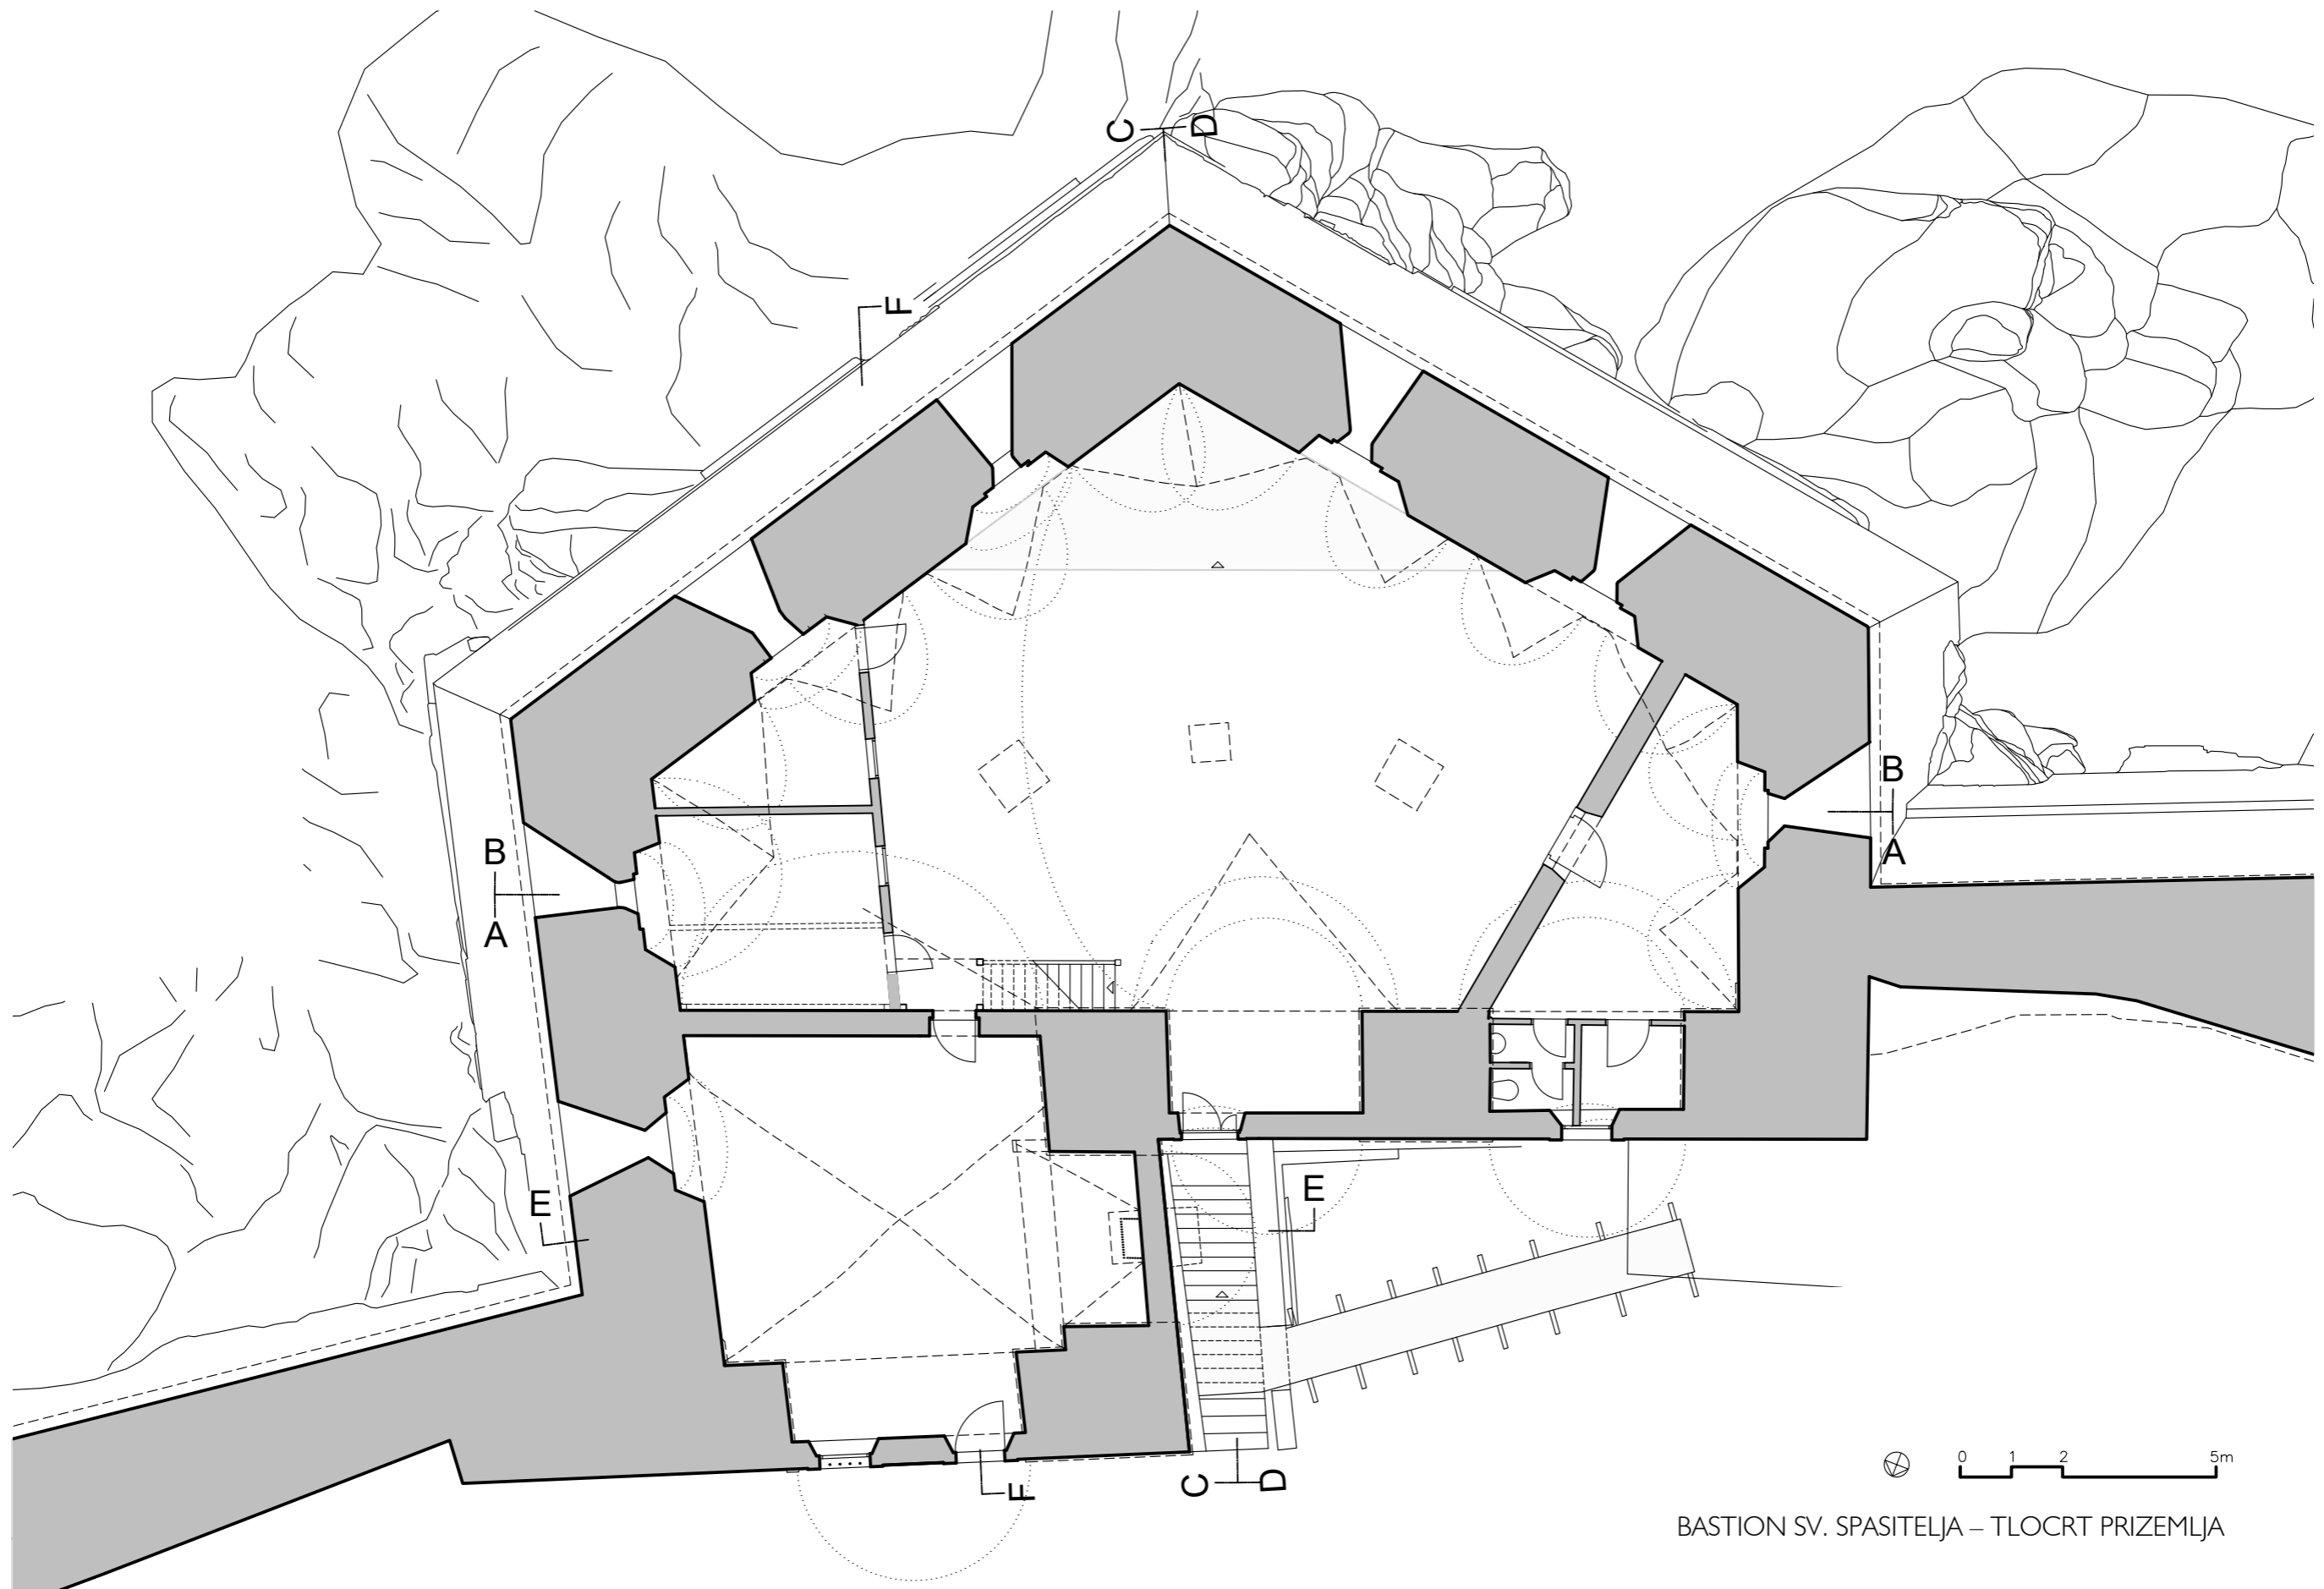 C D
F
B
A
B
A
E
E
C D
F
0 1 2 5m
BASTION SV. SPASITELJA – TLOCRT PRIZEMLJA